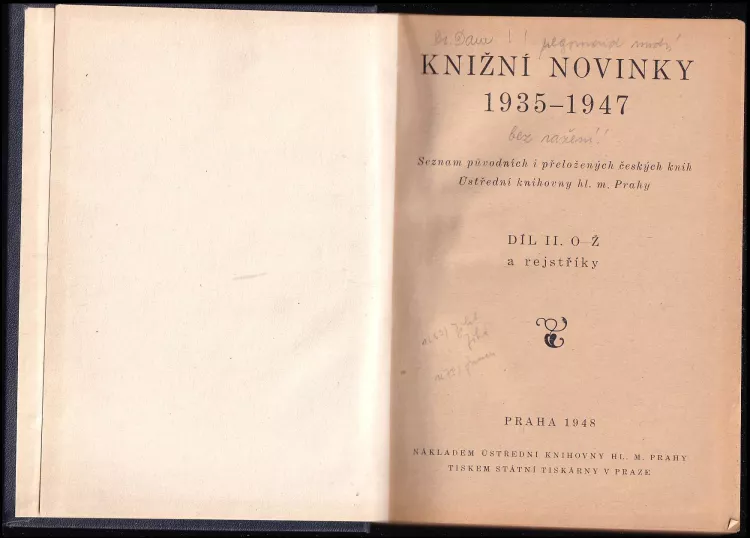 KNIŽNÍ NOVINKY
1935–1947
bez ražení!!
Seznam původních i přeložených českých knih
Ústřední knihovny hl. m. Prahy
DÍL II. O–Ž
a rejstříky
PRAHA 1948
NÁKLADEM ÚSTŘEDNÍ KNIHOVNY HL. M. PRAHY
TISKEM STÁTNÍ TISKÁRNY V PRAZE